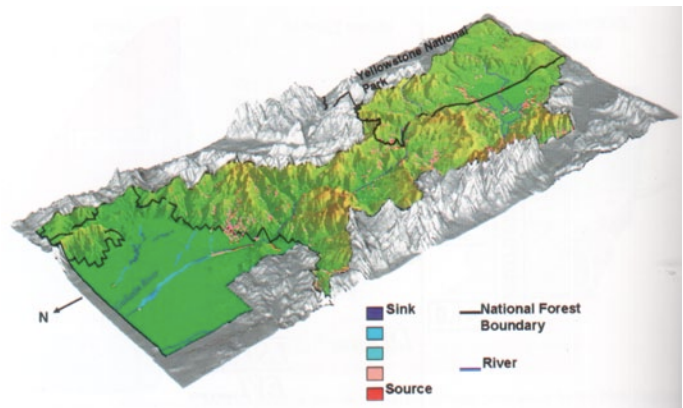 Yellowstone National
Park
N
Sink
Source
National Forest
Boundary
River